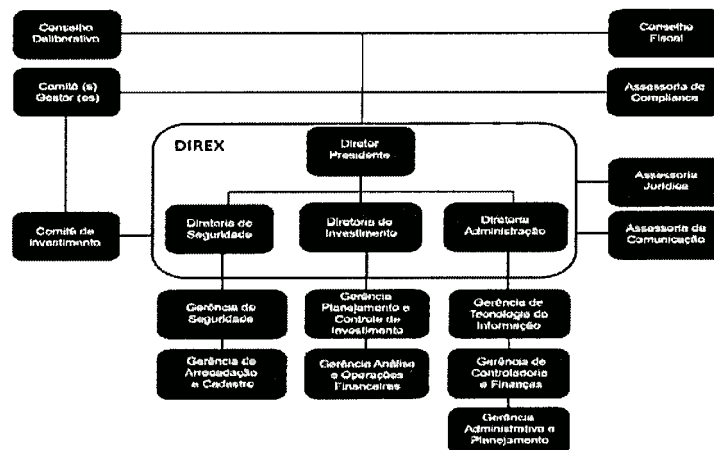 Conselho
Deliberativo
Conselho
Fiscal
Comitê (s)
Gestor (es)
Assessoria de
Compliance
DIREX
Diretor
Presidente
Assessoria
Jurídica
Comitê de
Investimento
Diretoria de
Seguridade
Diretoria de
Investimento
Diretoria
Administração
Assessoria de
Comunicação
Gerência de
Seguridade
Gerência
Planejamento e
Controle de
Investimento
Gerência de
Tecnologia da
Informação
Gerência de
Arrecadação
e Cadastro
Gerência Análise
e Operações
Financeiras
Gerência de
Controladoria
e Finanças
Gerência
Administrativa e
Planejamento